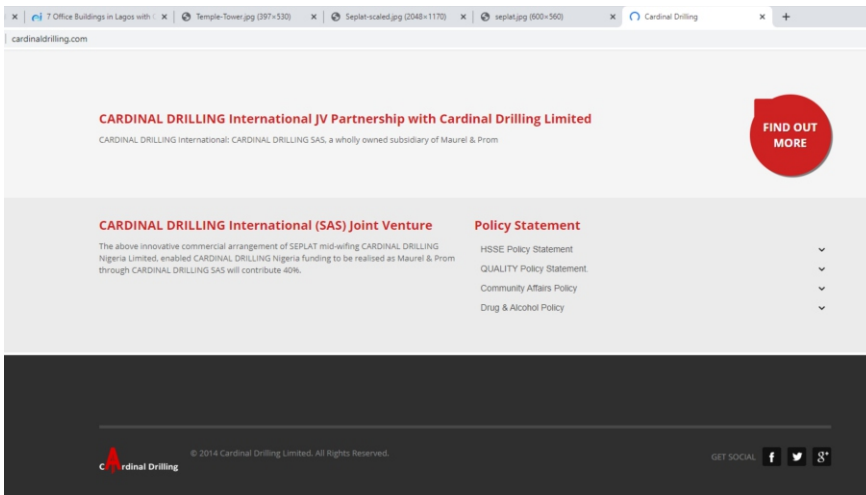 7 Office Buildings in Lagos with
Temple-Tower.jpg (397×530)
Seplat-scaled.jpg (2048×1170)
seplat.jpg (600×560)
Cardinal Drilling
cardinaldrilling.com
CARDINAL DRILLING International JV Partnership with Cardinal Drilling Limited
CARDINAL DRILLING International: CARDINAL DRILLING SAS, a wholly owned subsidiary of Maurel & Prom
FIND OUT
MORE
CARDINAL DRILLING International (SAS) Joint Venture
The above innovative commercial arrangement of SEPLAT mid-wifing CARDINAL DRILLING
Nigeria Limited, enabled CARDINAL DRILLING Nigeria funding to be realised as Maurel & Prom
through CARDINAL DRILLING SAS will contribute 40%.
Policy Statement
HSSE Policy Statement
QUALITY Policy Statement.
Community Affairs Policy
Drug & Alcohol Policy
Cardinal Drilling
© 2014 Cardinal Drilling Limited. All Rights Reserved.
GET SOCIAL